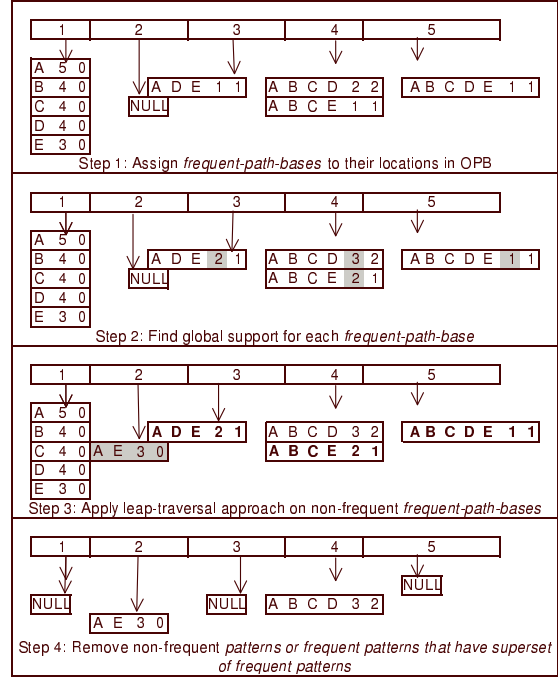 1 2 3 4 5
A 5 0
B 4 0 A D E 1 1 A B C D 2 2 A B C D E 1 1
C 4 0 NULL A B C E 1 1
D 4 0
E 3 0
Step 1: Assign frequent-path-bases to their locations in OPB
1 2 3 4 5
A 5 0
B 4 0 A D E 2 1 A B C D 3 2 A B C D E 1 1
C 4 0 NULL A B C E 2 1
D 4 0
E 3 0
Step 2: Find global support for each frequent-path-base
1 2 3 4 5
A 5 0
B 4 0 A D E 2 1 A B C D 3 2 A B C D E 1 1
C 4 0 A E 3 0 A B C E 2 1
D 4 0
E 3 0
Step 3: Apply leap-traversal approach on non-frequent frequent-path-bases
1 2 3 4 5
NULL
NULL NULL A B C D 3 2
A E 3 0
Step 4: Remove non-frequent patterns or frequent patterns that have superset
of frequent patterns